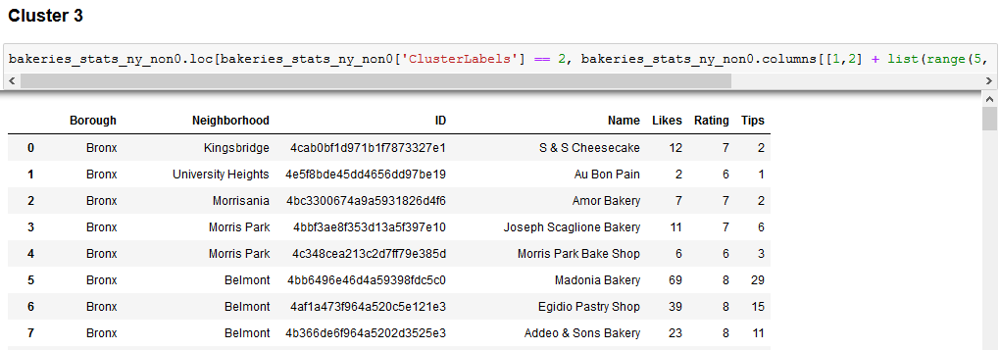 Cluster 3
bakeries_stats_ny_non0.loc[bakeries_stats_ny_non0['ClusterLabels'] == 2, bakeries_stats_ny_non0.columns[[1,2] + list(range(5,
Borough Neighborhood ID Name Likes Rating Tips
0 Bronx Kingsbridge 4cab0bf1d971b1f7873327e1 S & S Cheesecake 12 7 2
1 Bronx University Heights 4e5f8bde45dd4656dd97be19 Au Bon Pain 2 6 1
2 Bronx Morrisania 4bc3300674a9a5931826d4f6 Amor Bakery 7 7 2
3 Bronx Morris Park 4bbf3ae8f353d13a5f397e10 Joseph Scaglione Bakery 11 7 6
4 Bronx Morris Park 4c348cea213c2d7ff79e385d Morris Park Bake Shop 6 6 3
5 Bronx Belmont 4bb6496e46d4a59398fdc5c0 Madonia Bakery 69 8 29
6 Bronx Belmont 4af1a473f964a520c5e121e3 Egidio Pastry Shop 39 8 15
7 Bronx Belmont 4b366de6f964a5202d3525e3 Addeo & Sons Bakery 23 8 11